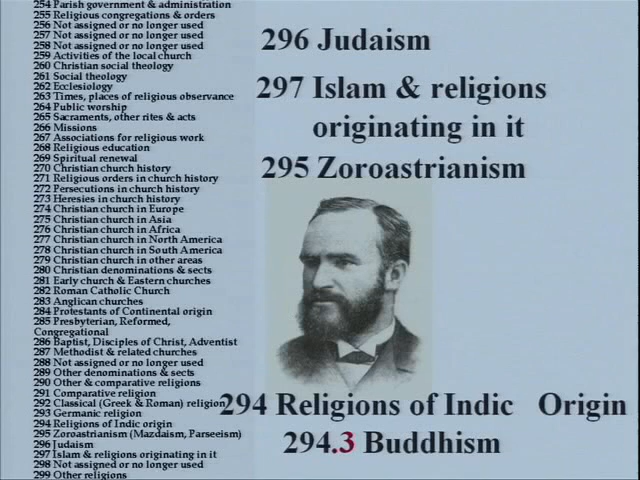 254 Parish government & administration
255 Religious congregations & orders
256 Not assigned or no longer used
257 Not assigned or no longer used
258 Not assigned or no longer used
259 Activities of the local church
260 Christian social theology
261 Social theology
262 Ecclesiology
263 Times, places of religious observance
264 Public worship
265 Sacraments, other rites & acts
266 Missions
267 Associations for religious work
268 Religious education
269 Spiritual renewal
270 Christian church history
271 Religious orders in church history
272 Persecutions in church history
273 Heresies in church history
274 Christian church in Europe
275 Christian church in Asia
276 Christian church in Africa
277 Christian church in North America
278 Christian church in South America
279 Christian church in other areas
280 Christian denominations & sects
281 Early church & Eastern churches
282 Roman Catholic Church
283 Anglican churches
284 Protestants of Continental origin
285 Presbyterian, Reformed,
Congregational
286 Baptist, Disciples of Christ, Adventist
287 Methodist & related churches
288 Not assigned or no longer used
289 Other denominations & sects
290 Other & comparative religions
291 Comparative religion
292 Classical (Greek & Roman) religion
293 Germanic religion
294 Religions of Indic origin
295 Zoroastrianism (Mazdaism, Parseeism)
296 Judaism
297 Islam & religions originating in it
298 Not assigned or no longer used
299 Other religions
296 Judaism
297 Islam & religions
originating in it
295 Zoroastrianism
294 Religions of Indic Origin
294.3 Buddhism